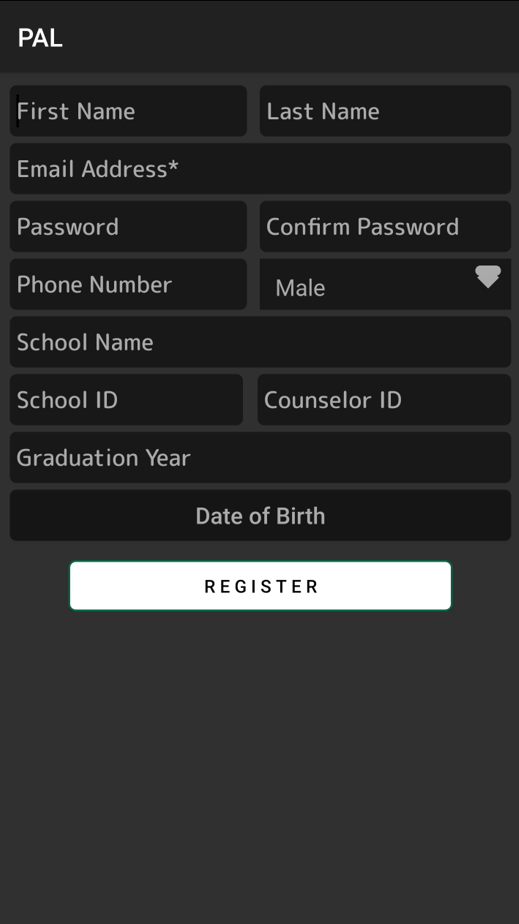 PAL
First Name Last Name
Email Address*
Password Confirm Password
Phone Number Male
School Name
School ID Counselor ID
Graduation Year
Date of Birth
REGISTER